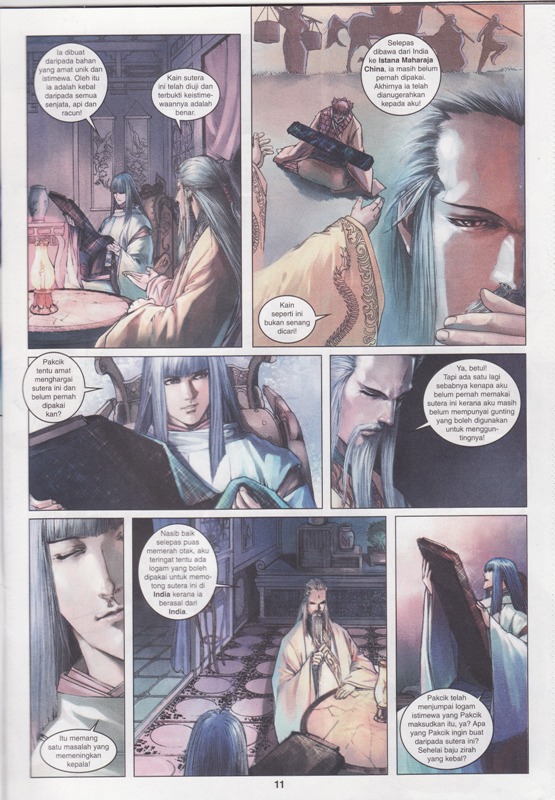 Ia dibuat
daripada bahan
yang amat unik dan
istimewa. Oleh itu
ia adalah kebal
daripada semua
senjata, api dan
racun!
Kain sutera
ini telah diuji dan
terbukti keistime-
waannya adalah
benar.
Selepas
dibawa dari India
ke Istana Maharaja
China, ia masih belum
pernah dipakai.
Akhirnya ia telah
dianugerahkan
kepada aku!
Kain
seperti ini
bukan senang
dicari!
Pakcik
tentu amat
menghargai
sutera ini dan
belum pernah
dipakai
kan?
Ya, betul!
Tapi ada satu lagi
sebabnya kenapa aku
belum pernah memakai
sutera ini kerana aku masih
belum mempunyai gunting
yang boleh digunakan
untuk menggun-
tingnya!
Itu memang
satu masalah yang
memeningkan
kepala!
Nasib baik
selepas puas
memerah otak, aku
teringat tentu ada
logam yang boleh
dipakai untuk memo-
tong sutera ini di
India kerana ia
berasal dari
India.
Pakcik telah
menjumpai logam
istimewa yang Pakcik
maksudkan itu, ya? Apa
yang Pakcik ingin buat
daripada sutera ini?
Sehelai baju zirah
yang kebal?
11